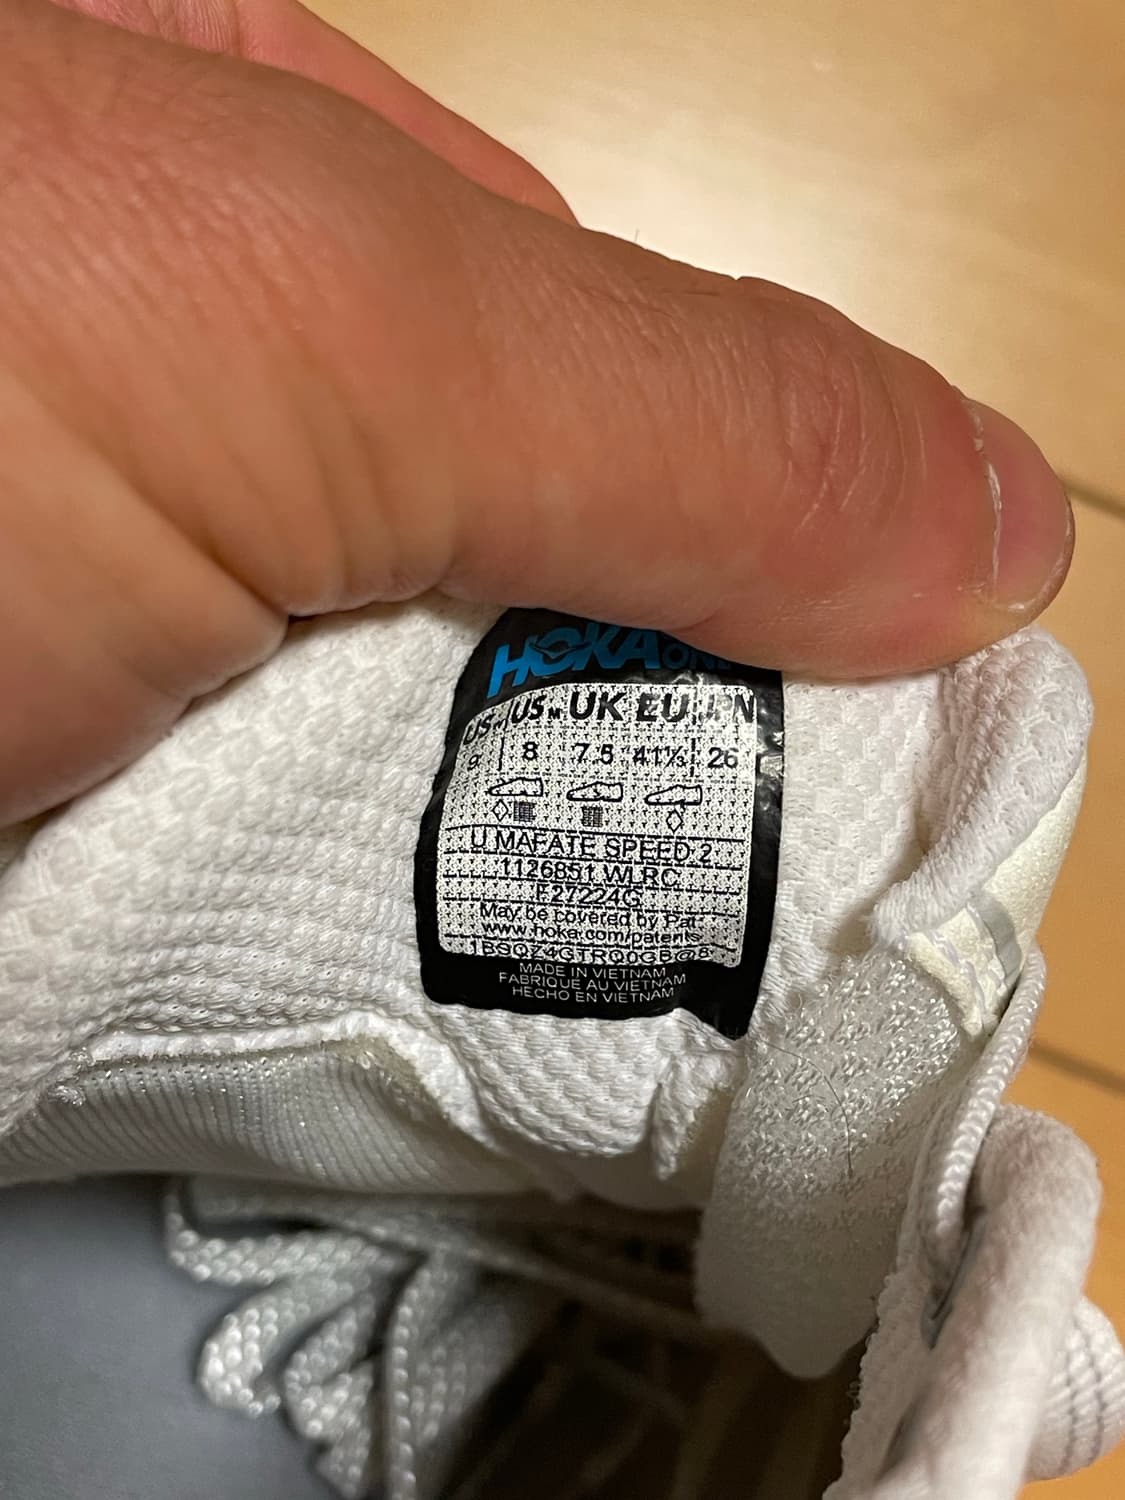 HOKA
US US M UK EU JPN
9 8 7.5 41⅓ 26
U MAFATE SPEED 2
1126851 WLRC
F27224G
May be covered by Pat.
www.hoka.com/patents
MADE IN VIETNAM
FABRIQUE AU VIETNAM
HECHO EN VIETNAM